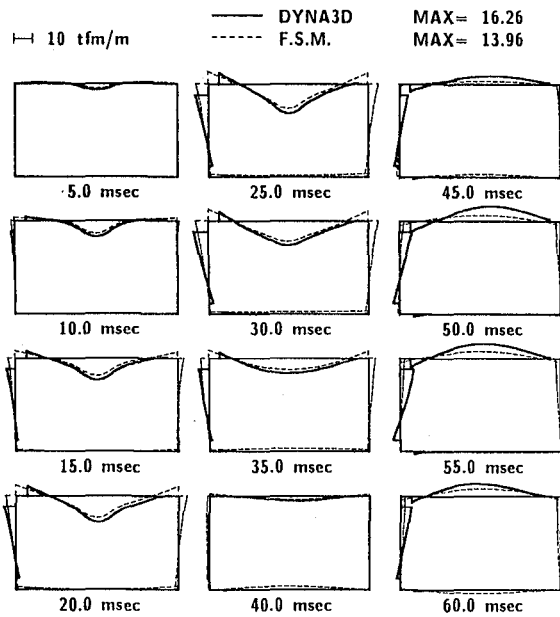 DYNA3D MAX= 16.26
10 tfm/m F.S.M. MAX= 13.96
5.0 msec 25.0 msec 45.0 msec
10.0 msec 30.0 msec 50.0 msec
15.0 msec 35.0 msec 55.0 msec
20.0 msec 40.0 msec 60.0 msec